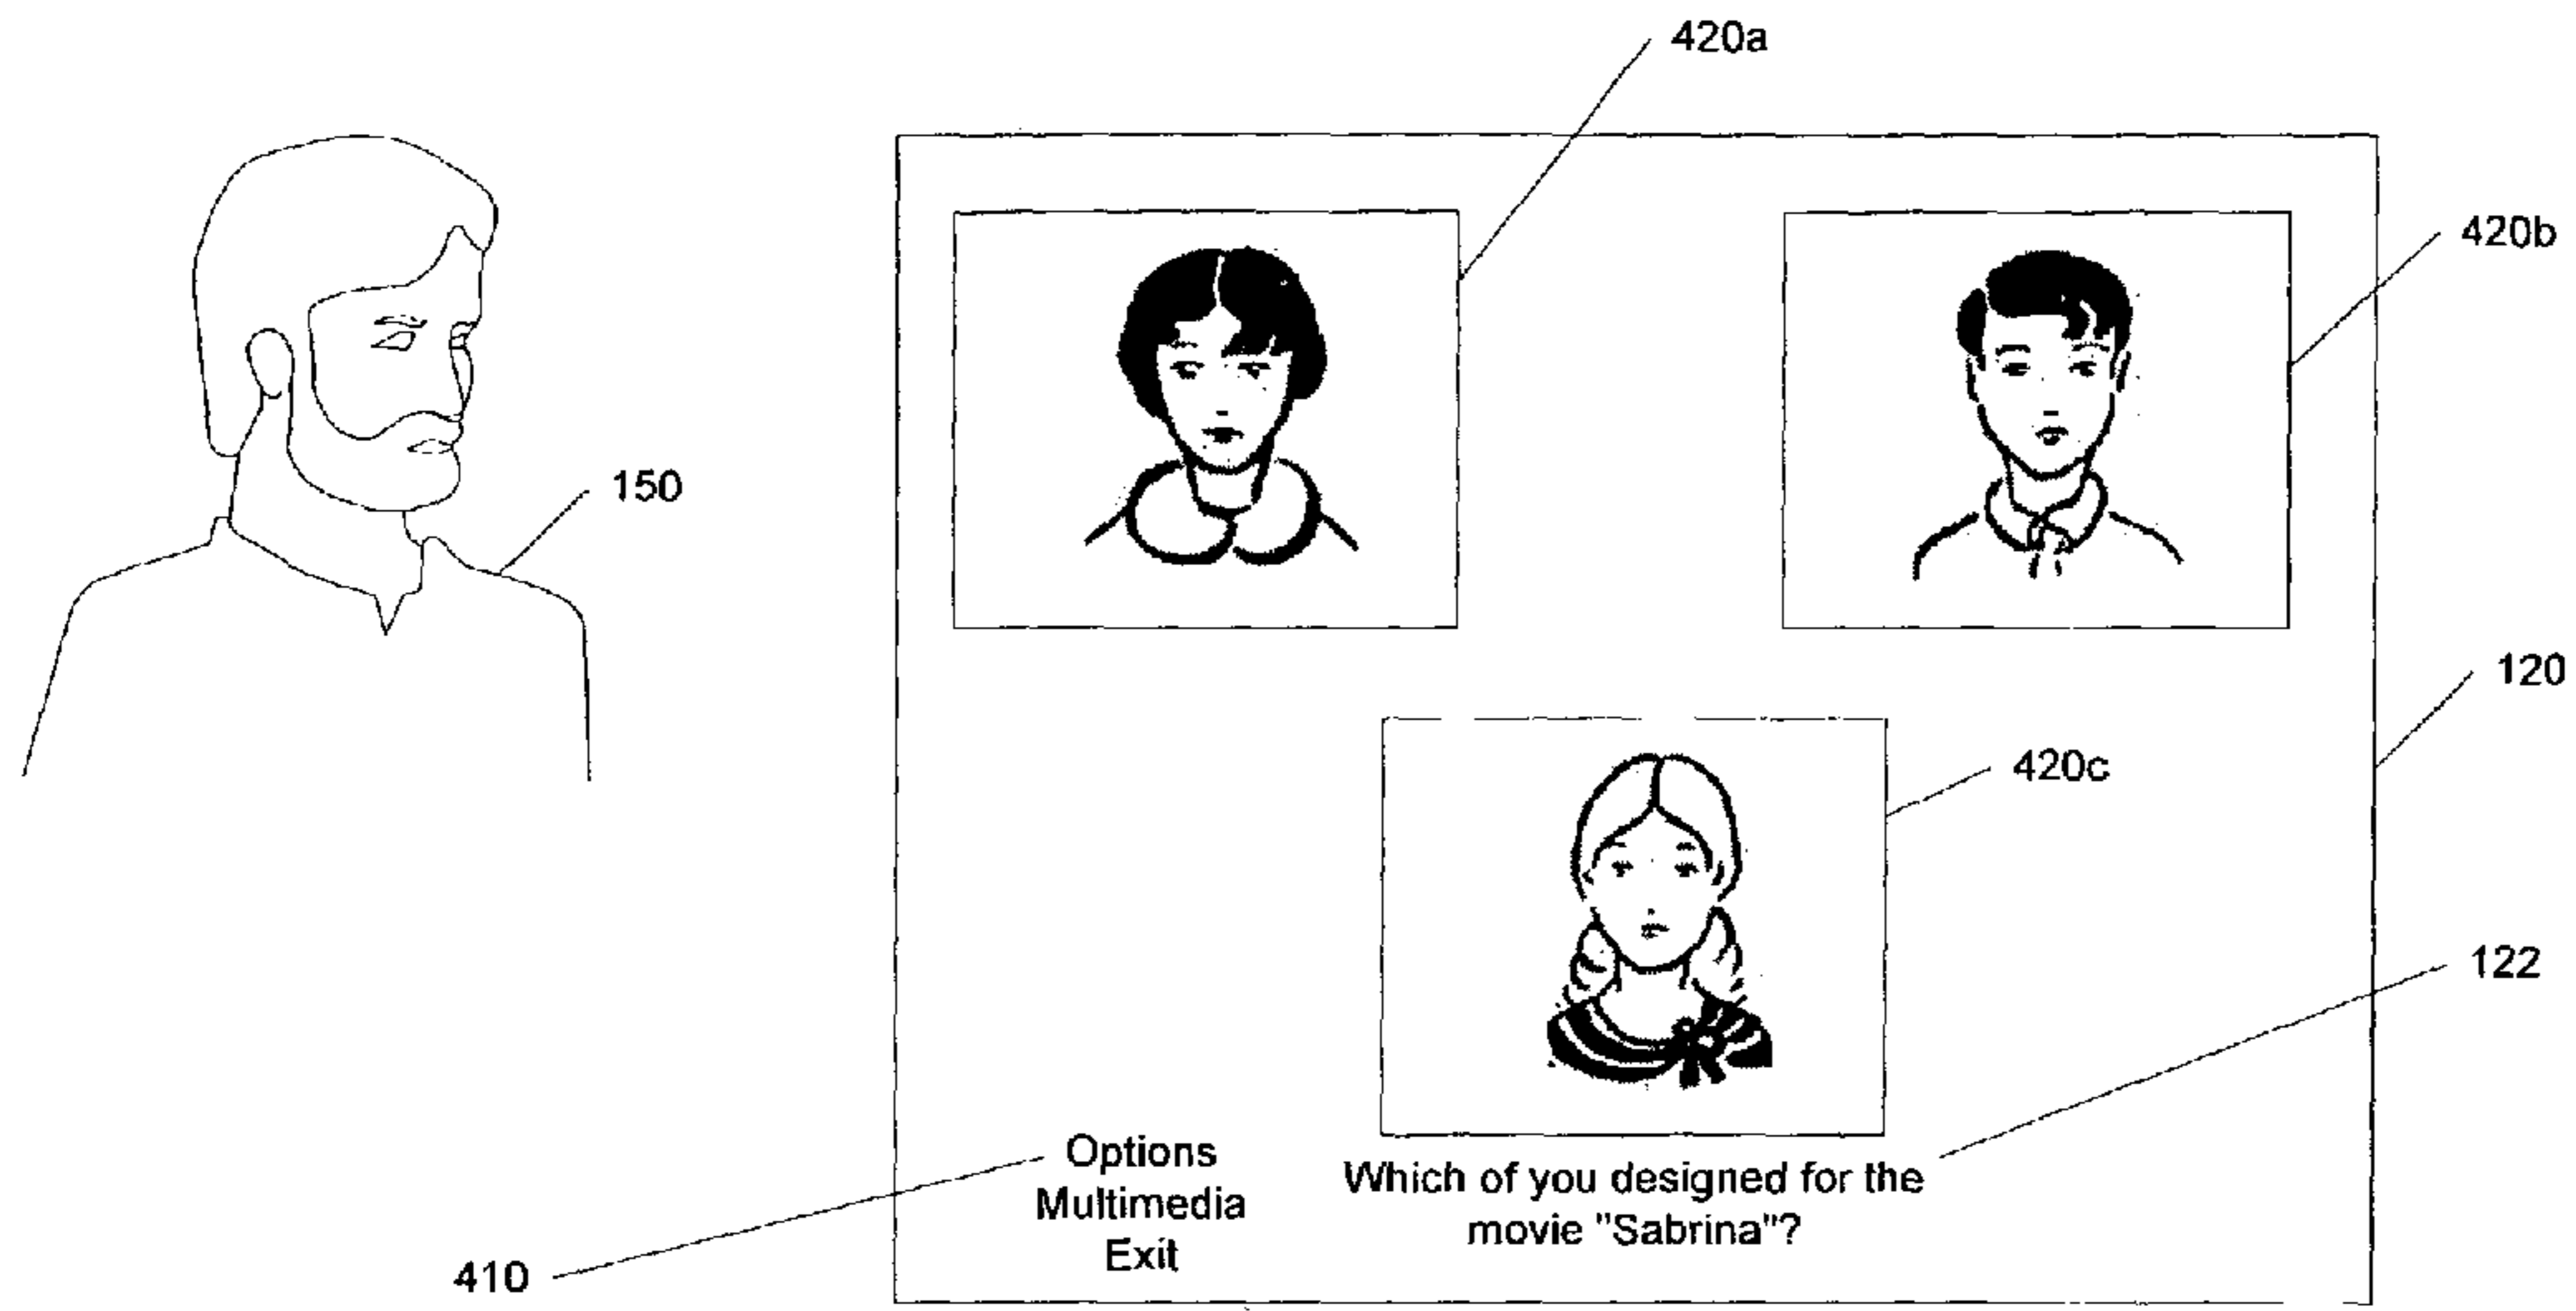 420a
420b
150
120
420c
122
Options
Multimedia
Exit
Which of you designed for the
movie "Sabrina"?
410